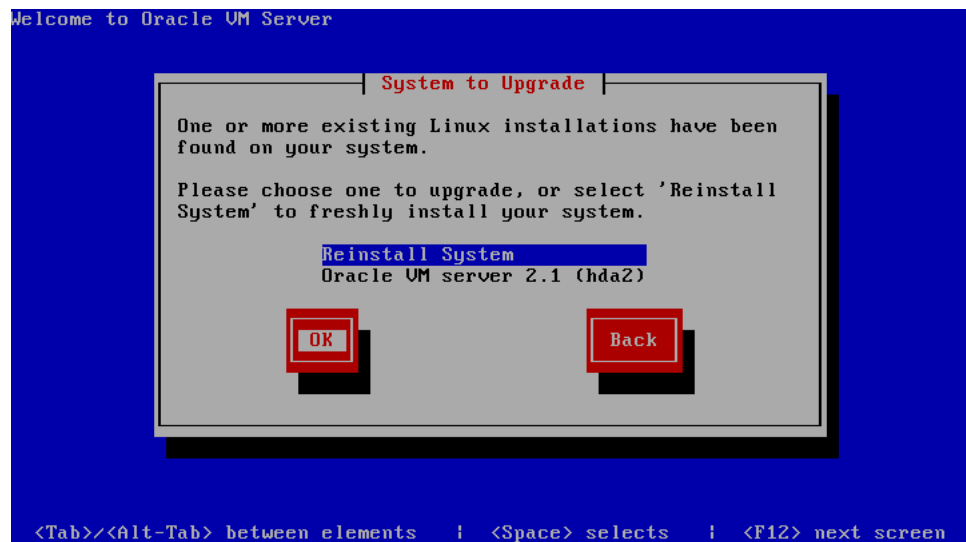 Welcome to Oracle VM Server
System to Upgrade
One or more existing Linux installations have been
found on your system.
Please choose one to upgrade, or select 'Reinstall
System' to freshly install your system.
Reinstall System
Oracle VM server 2.1 (hda2)
OK Back
<Tab>/<Alt-Tab> between elements | <Space> selects | <F12> next screen